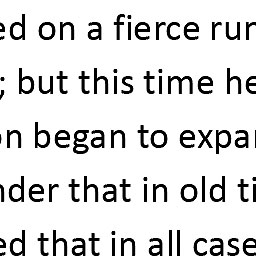 ed on a fierce run
; but this time he
on began to expan
nder that in old ti
ed that in all case